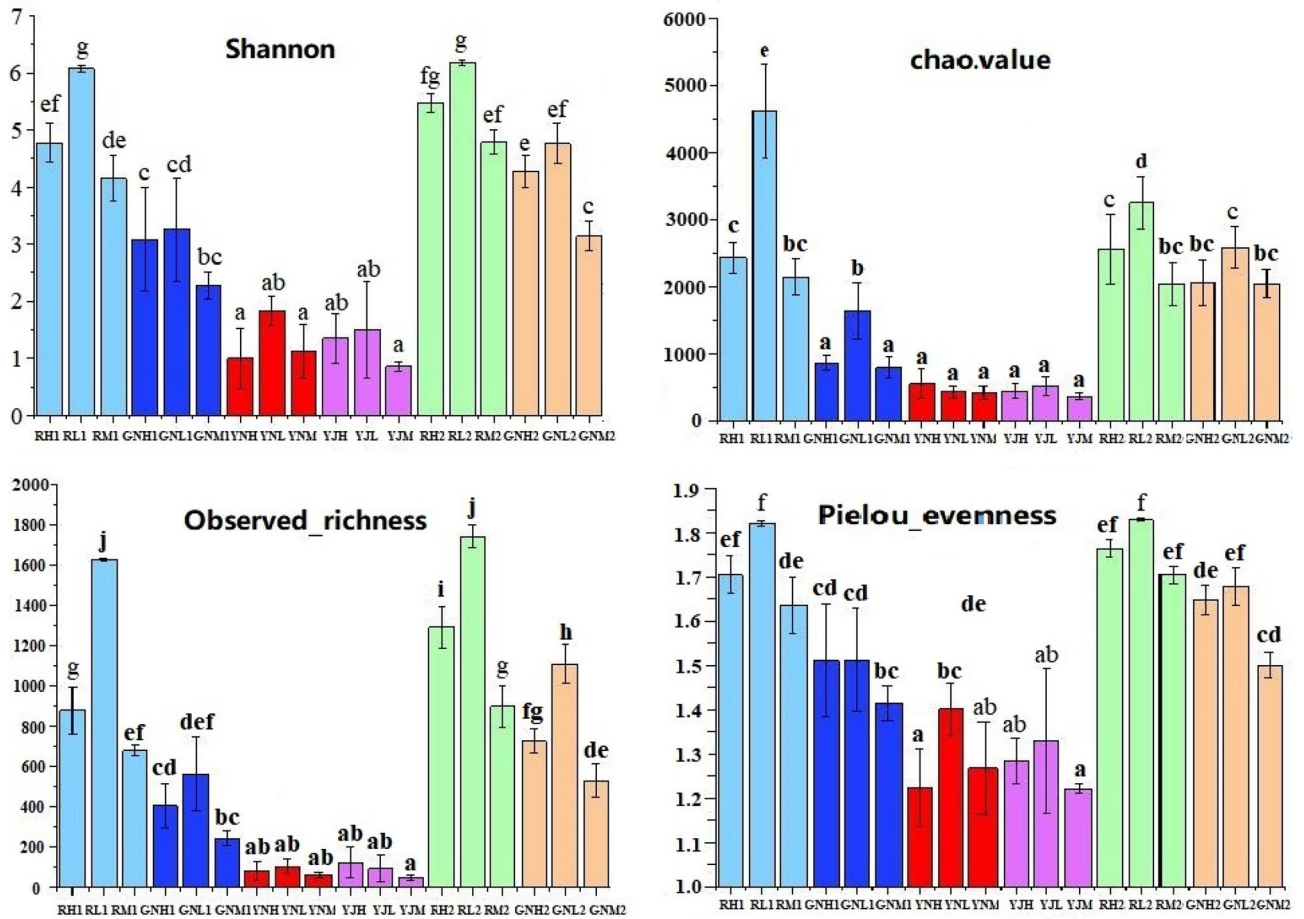 Shannon
7
6
5
4
3
2
1
0
ef g de c cd bc a ab a ab ab a fg g ef e ef c
RH1 RL1 RM1 GNH1 GNL1 GNM1 YNH YNL YNM YJH YJL YJM RH2 RL2 RM2 GNH2 GNL2 GNM2
chao.value
6000
5000
4000
3000
2000
1000
0
c e bc a b a a a a a a a c d bc bc c bc
RH1 RL1 RM1 GNH1 GNL1 GNM1 YNH YNL YNM YJH YJL YJM RH2 RL2 RM2 GNH2 GNL2 GNM2
Observed_richness
2000
1800
1600
1400
1200
1000
800
600
400
200
0
g j ef cd def bc ab ab ab ab ab a i j g fg h de
RH1 RL1 RM1 GNH1 GNL1 GNM1 YNH YNL YNM YJH YJL YJM RH2 RL2 RM2 GNH2 GNL2 GNM2
Pielou_evenness
1.9
1.8
1.7
1.6
1.5
1.4
1.3
1.2
1.1
1.0
de
ef f de cd cd bc a bc ab ab ab a ef f ef de ef cd
RH1 RL1 RM1 GNH1 GNL1 GNM1 YNH YNL YNM YJH YJL YJM RH2 RL2 RM2 GNH2 GNL2 GNM2